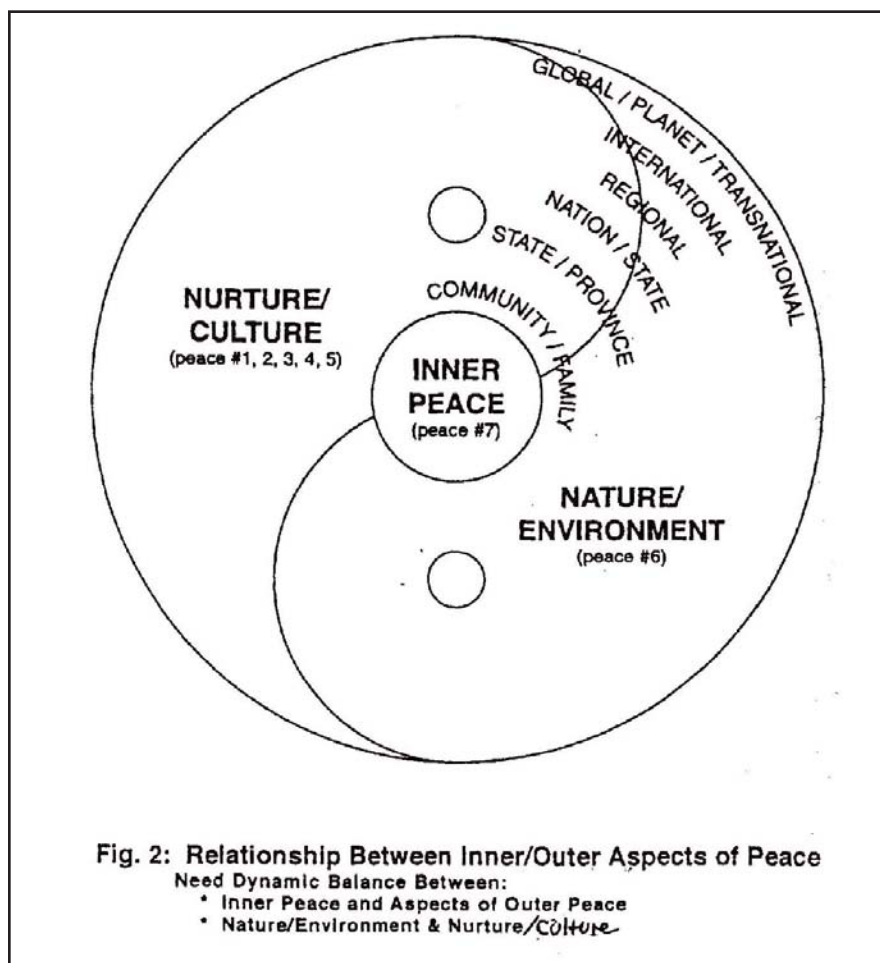 GLOBAL / PLANET / TRANSNATIONAL
INTERNATIONAL
REGIONAL
NATION / STATE
STATE / PROVINCE
COMMUNITY / FAMILY
NURTURE/
CULTURE
(peace #1, 2, 3, 4, 5)
INNER
PEACE
(peace #7)
NATURE/
ENVIRONMENT
(peace #6)
Fig. 2: Relationship Between Inner/Outer Aspects of Peace
Need Dynamic Balance Between:
* Inner Peace and Aspects of Outer Peace
* Nature/Environment & Nurture/Culture